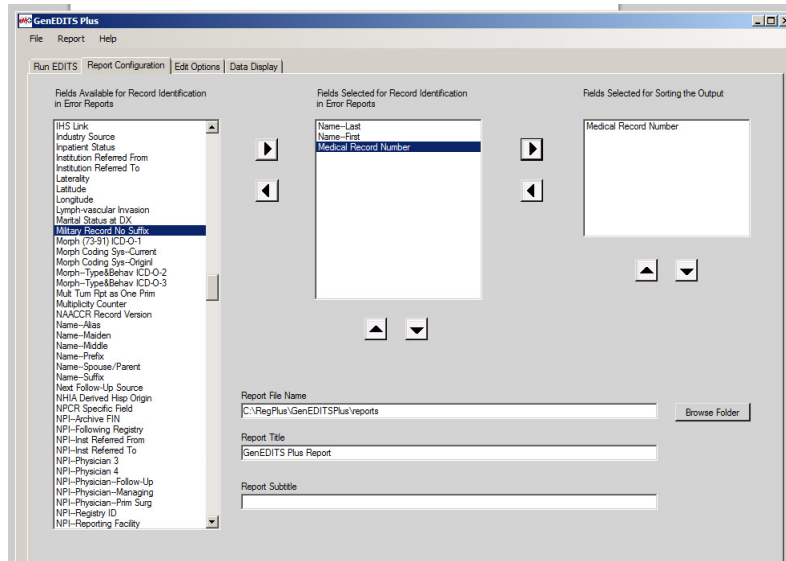 GenEDITS Plus
File Report Help
Run EDITS Report Configuration Edit Options Data Display
Fields Available for Record Identification
in Error Reports
IHS Link
Industry Source
Inpatient Status
Institution Referred From
Institution Referred To
Laterality
Latitude
Longitude
Lymph-vascular Invasion
Marital Status at DX
Military Record No Suffix
Morph (73-91) ICD-O-1
Morph Coding Sys--Current
Morph Coding Sys--Originl
Morph--Type&Behav ICD-O-2
Morph--Type&Behav ICD-O-3
Mult Tum Rpt as One Prim
Multiplicity Counter
NAACCR Record Version
Name--Alias
Name--Maiden
Name--Middle
Name--Prefix
Name--Spouse/Parent
Name--Suffix
Next Follow-Up Source
NHIA Derived Hisp Origin
NPCR Specific Field
NPI--Archive FIN
NPI--Following Registry
NPI--Inst Referred From
NPI--Inst Referred To
NPI--Physician 3
NPI--Physician 4
NPI--Physician--Follow-Up
NPI--Physician--Managing
NPI--Physician--Prim Surg
NPI--Registry ID
NPI--Reporting Facility
Fields Selected for Record Identification
in Error Reports
Name--Last
Name--First
Medical Record Number
Fields Selected for Sorting the Output
Medical Record Number
Report File Name
C:\RegPlus\GenEDITSPlus\reports
Browse Folder
Report Title
GenEDITS Plus Report
Report Subtitle